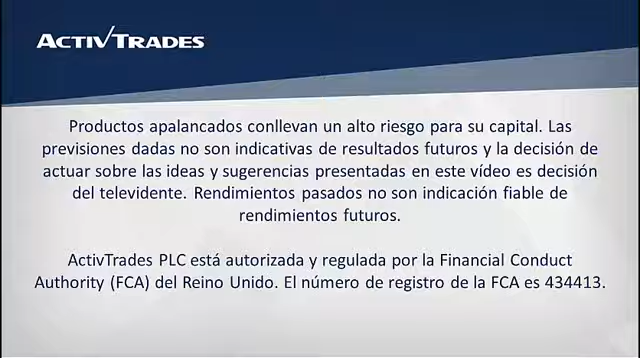 ACTIVTRADES
Productos apalancados conllevan un alto riesgo para su capital. Las
previsiones dadas no son indicativas de resultados futuros y la decisión de
actuar sobre las ideas y sugerencias presentadas en este vídeo es decisión
del televidente. Rendimientos pasados no son indicación fiable de
rendimientos futuros.
ActivTrades PLC está autorizada y regulada por la Financial Conduct
Authority (FCA) del Reino Unido. El número de registro de la FCA es 434413.